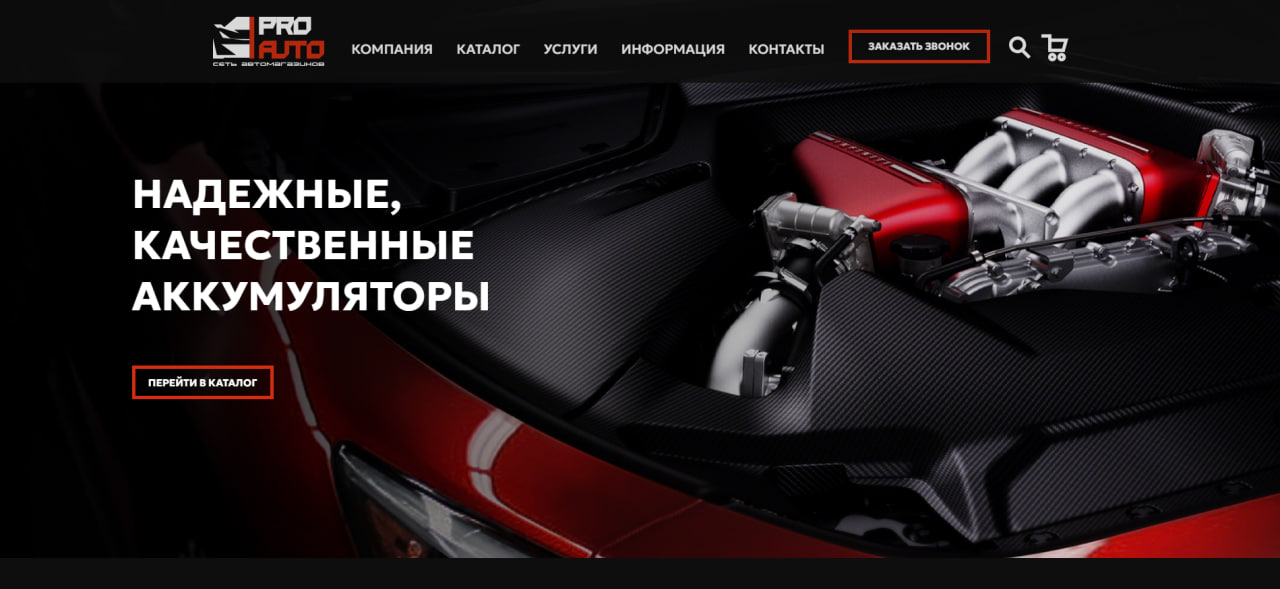 PRO
AUTO
СЕТЬ АВТОМАГАЗИНОВ
КОМПАНИЯ КАТАЛОГ УСЛУГИ ИНФОРМАЦИЯ КОНТАКТЫ ЗАКАЗАТЬ ЗВОНОК
НАДЕЖНЫЕ,
КАЧЕСТВЕННЫЕ
АККУМУЛЯТОРЫ
ПЕРЕЙТИ В КАТАЛОГ